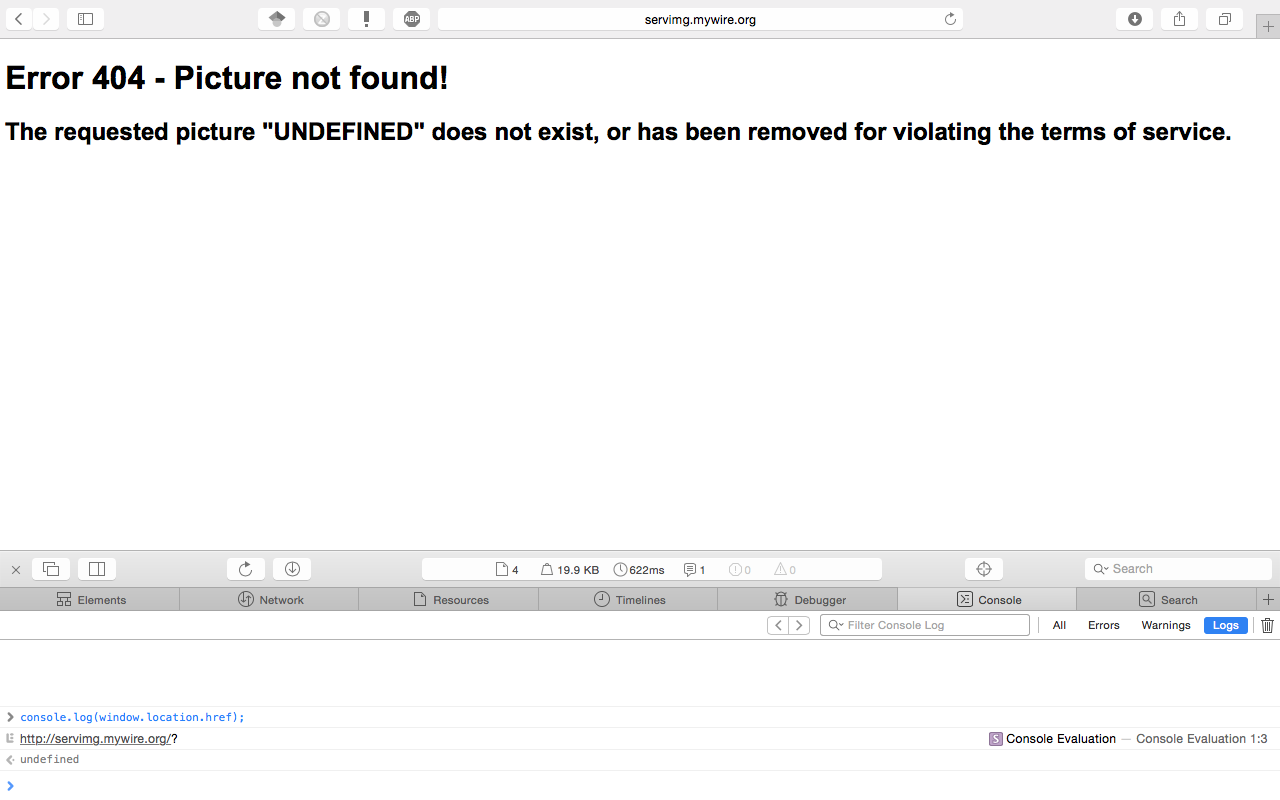 ABP
servimg.mywire.org
Error 404 - Picture not found!
The requested picture "UNDEFINED" does not exist, or has been removed for violating the terms of service.
4 19.9 KB 622ms 1 0 0
Search
Elements Network Resources Timelines Debugger Console Search
Filter Console Log All Errors Warnings Logs
console.log(window.location.href);
http://servimg.mywire.org/? S Console Evaluation — Console Evaluation 1:3
undefined